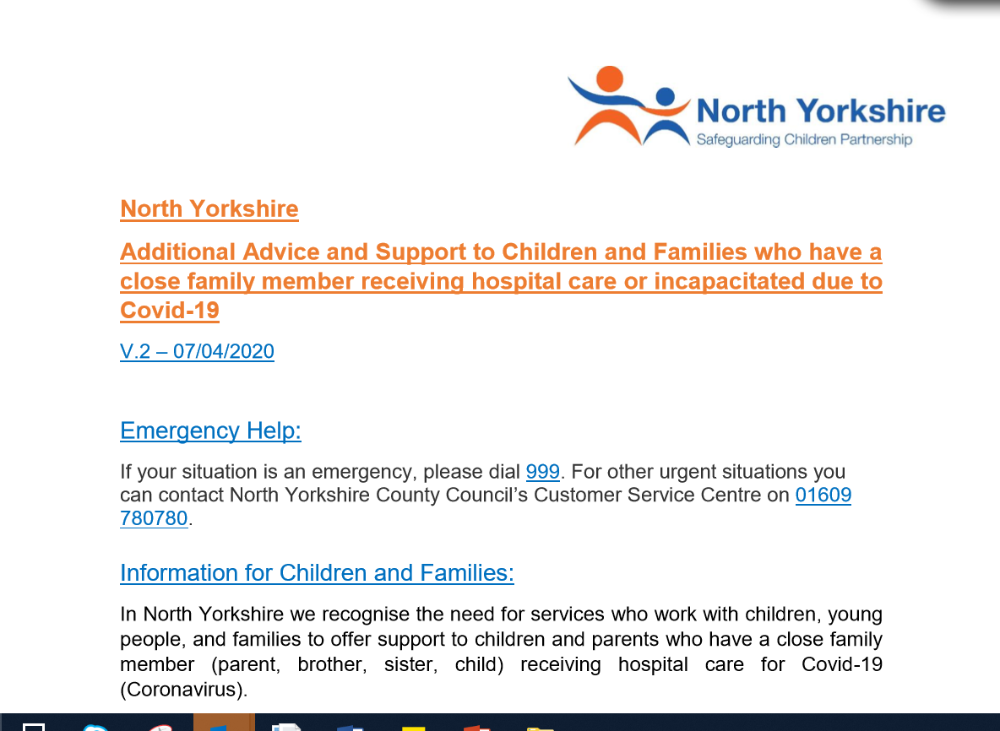 North Yorkshire
Safeguarding Children Partnership
North Yorkshire
Additional Advice and Support to Children and Families who have a
close family member receiving hospital care or incapacitated due to
Covid-19
V.2 – 07/04/2020
Emergency Help:
If your situation is an emergency, please dial 999. For other urgent situations you
can contact North Yorkshire County Council’s Customer Service Centre on 01609
780780.
Information for Children and Families:
In North Yorkshire we recognise the need for services who work with children, young
people, and families to offer support to children and parents who have a close family
member (parent, brother, sister, child) receiving hospital care for Covid-19
(Coronavirus).